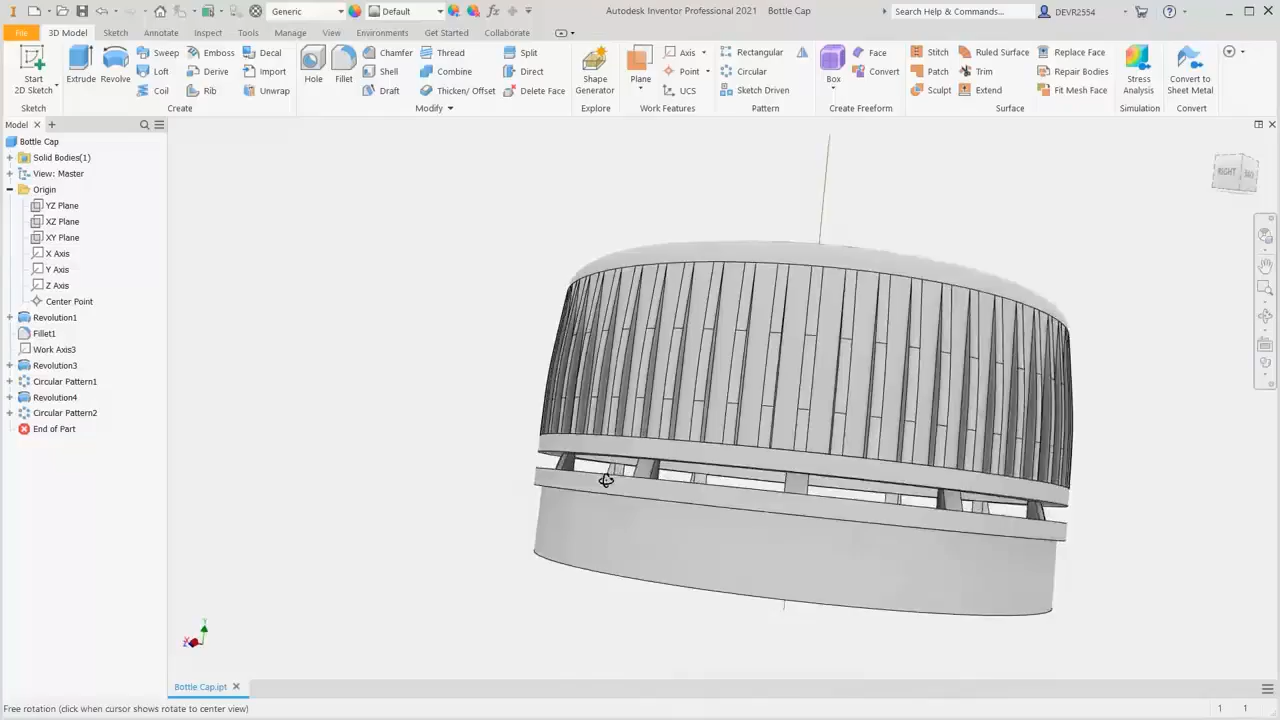 Generic
Default
Autodesk Inventor Professional 2021 Bottle Cap
Search Help & Commands...
DEVR2554
File 3D Model Sketch Annotate Inspect Tools Manage View Environments Get Started Collaborate
Start
2D Sketch
Sketch
Extrude
Revolve
Sweep
Loft
Coil
Emboss
Derive
Rib
Decal
Import
Unwrap
Create
Hole
Fillet
Chamfer
Shell
Draft
Thread
Combine
Thicken/ Offset
Split
Direct
Delete Face
Modify
Shape
Generator
Explore
Plane
Axis
Point
UCS
Work Features
Rectangular
Circular
Sketch Driven
Pattern
Box
Face
Convert
Create Freeform
Stitch
Patch
Sculpt
Ruled Surface
Trim
Extend
Replace Face
Repair Bodies
Fit Mesh Face
Surface
Stress
Analysis
Simulation
Convert to
Sheet Metal
Convert
Model
Bottle Cap
Solid Bodies(1)
View: Master
Origin
YZ Plane
XZ Plane
XY Plane
X Axis
Y Axis
Z Axis
Center Point
Revolution1
Fillet1
Work Axis3
Revolution3
Circular Pattern1
Revolution4
Circular Pattern2
End of Part
RIGHT
Y
Bottle Cap.ipt
Free rotation (click when cursor shows rotate to center view)
1 1